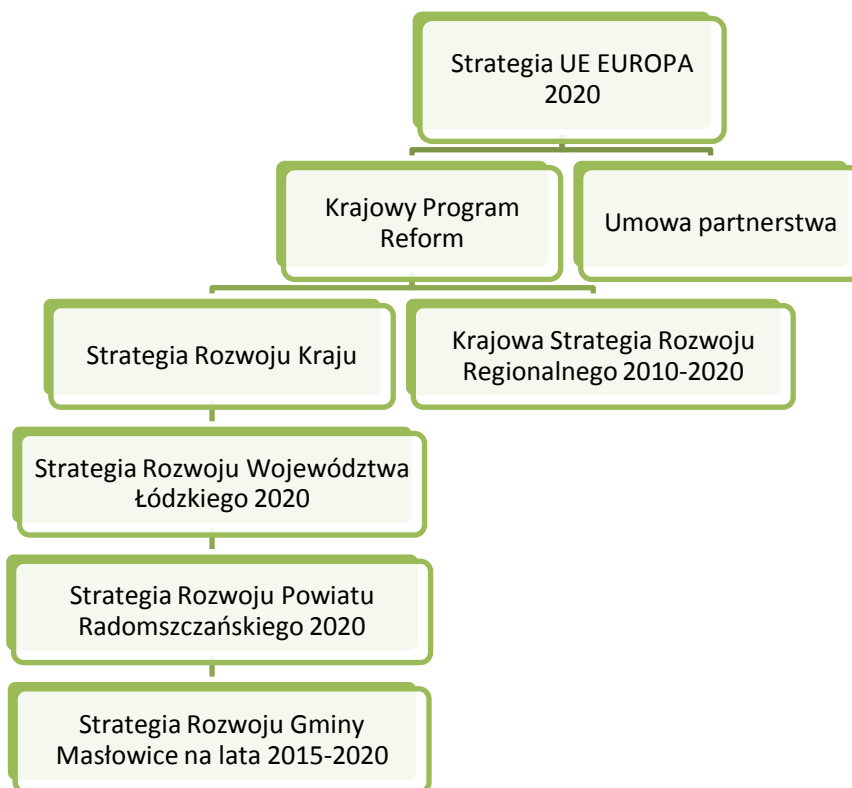 Strategia UE EUROPA
2020
Krajowy Program
Reform
Umowa partnerstwa
Strategia Rozwoju Kraju
Krajowa Strategia Rozwoju
Regionalnego 2010-2020
Strategia Rozwoju Województwa
Łódzkiego 2020
Strategia Rozwoju Powiatu
Radomszczańskiego 2020
Strategia Rozwoju Gminy
Masłowice na lata 2015-2020